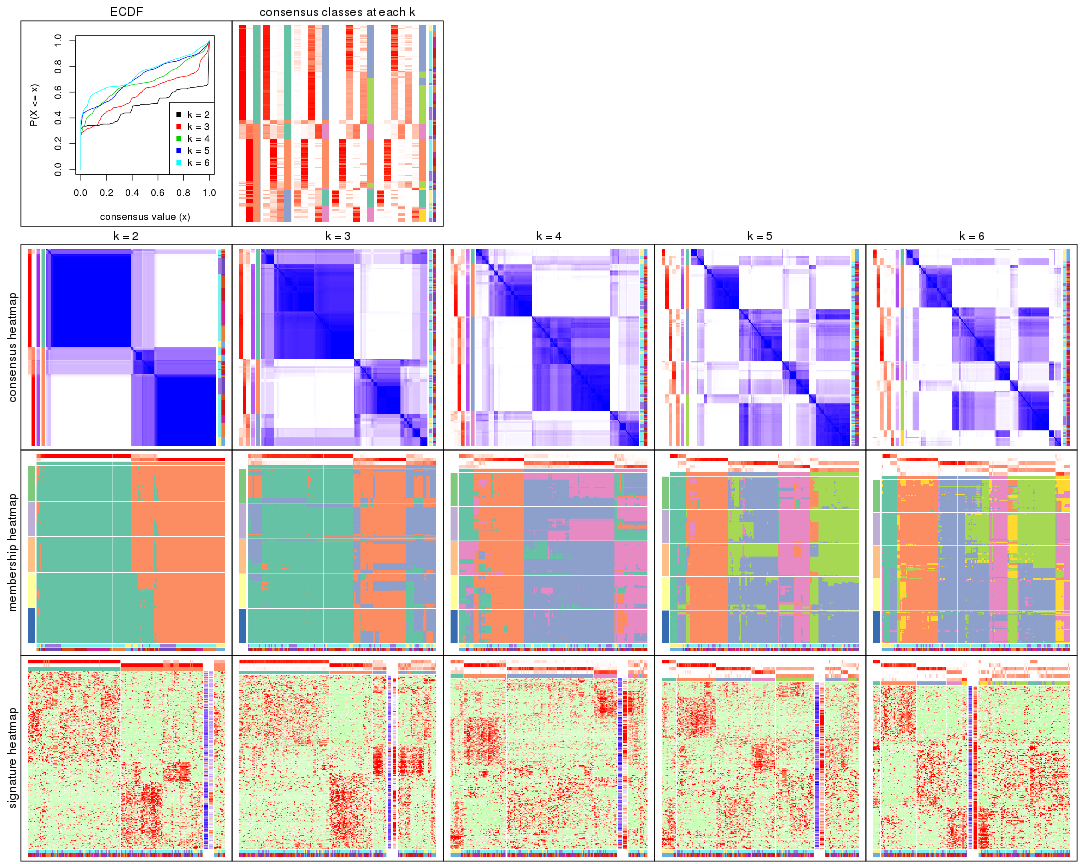 ECDF
consensus classes at each k
P(X <= x)
0.0 0.2 0.4 0.6 0.8 1.0
k = 2
k = 3
k = 4
k = 5
k = 6
0.0 0.2 0.4 0.6 0.8 1.0
consensus value (x)
k = 2 k = 3 k = 4 k = 5 k = 6
consensus heatmap
membership heatmap
signature heatmap